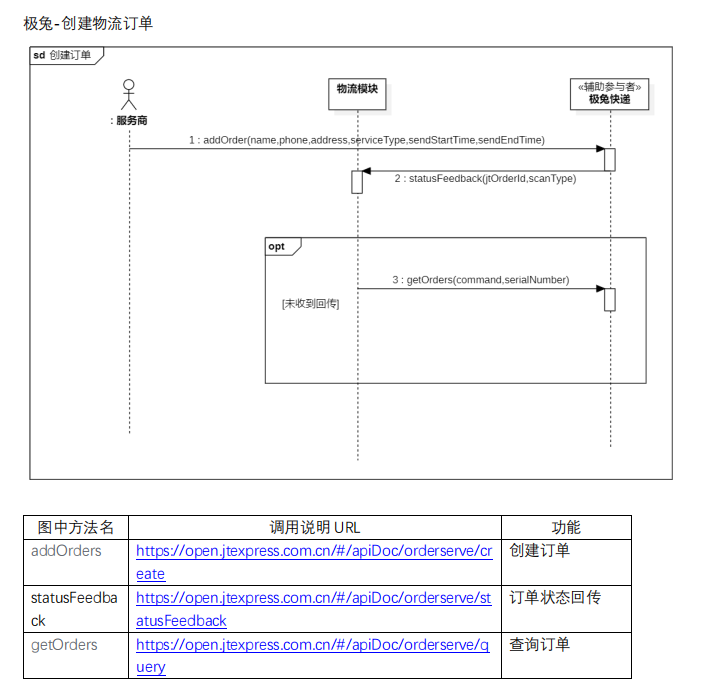 极兔-创建物流订单
sd 创建订单
: 服务商
物流模块
«辅助参与者»
极兔快递
1 : addOrder(name,phone,address,serviceType,sendStartTime,sendEndTime)
2 : statusFeedback(jtOrderId,scanType)
opt
3 : getOrders(command,serialNumber)
[未收到回传]
图中方法名 调用说明 URL 功能
addOrders https://open.jtexpress.com.cn/#/apiDoc/orderserve/cr 创建订单
eate
statusFeedba https://open.jtexpress.com.cn/#/apiDoc/orderserve/st 订单状态回传
ck atusFeedback
getOrders https://open.jtexpress.com.cn/#/apiDoc/orderserve/q 查询订单
uery